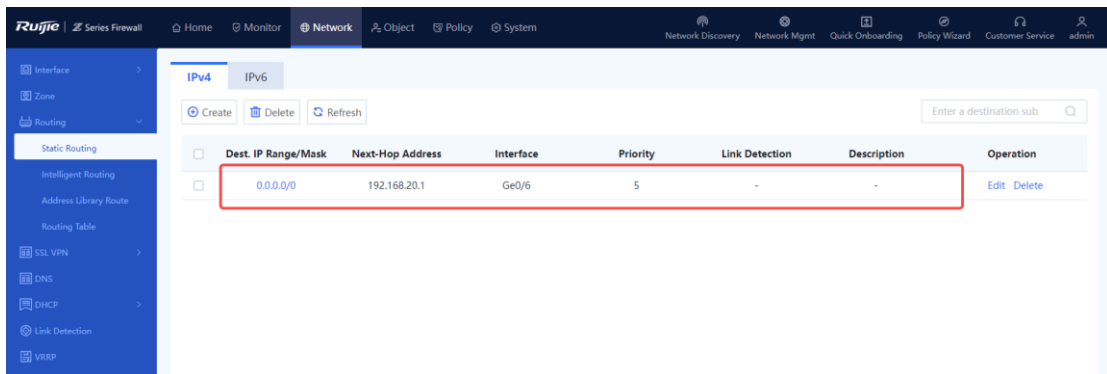 Ruijie | Z Series Firewall Home Monitor Network Object Policy System Network Discovery Network Mgmt Quick Onboarding Policy Wizard Customer Service admin
Interface
Zone
Routing
Static Routing
Intelligent Routing
Address Library Route
Routing Table
SSL VPN
DNS
DHCP
Link Detection
VRRP
IPv4 IPv6
Create Delete Refresh Enter a destination sub
Dest. IP Range/Mask Next-Hop Address Interface Priority Link Detection Description Operation
0.0.0.0/0 192.168.20.1 Ge0/6 5 - - Edit Delete